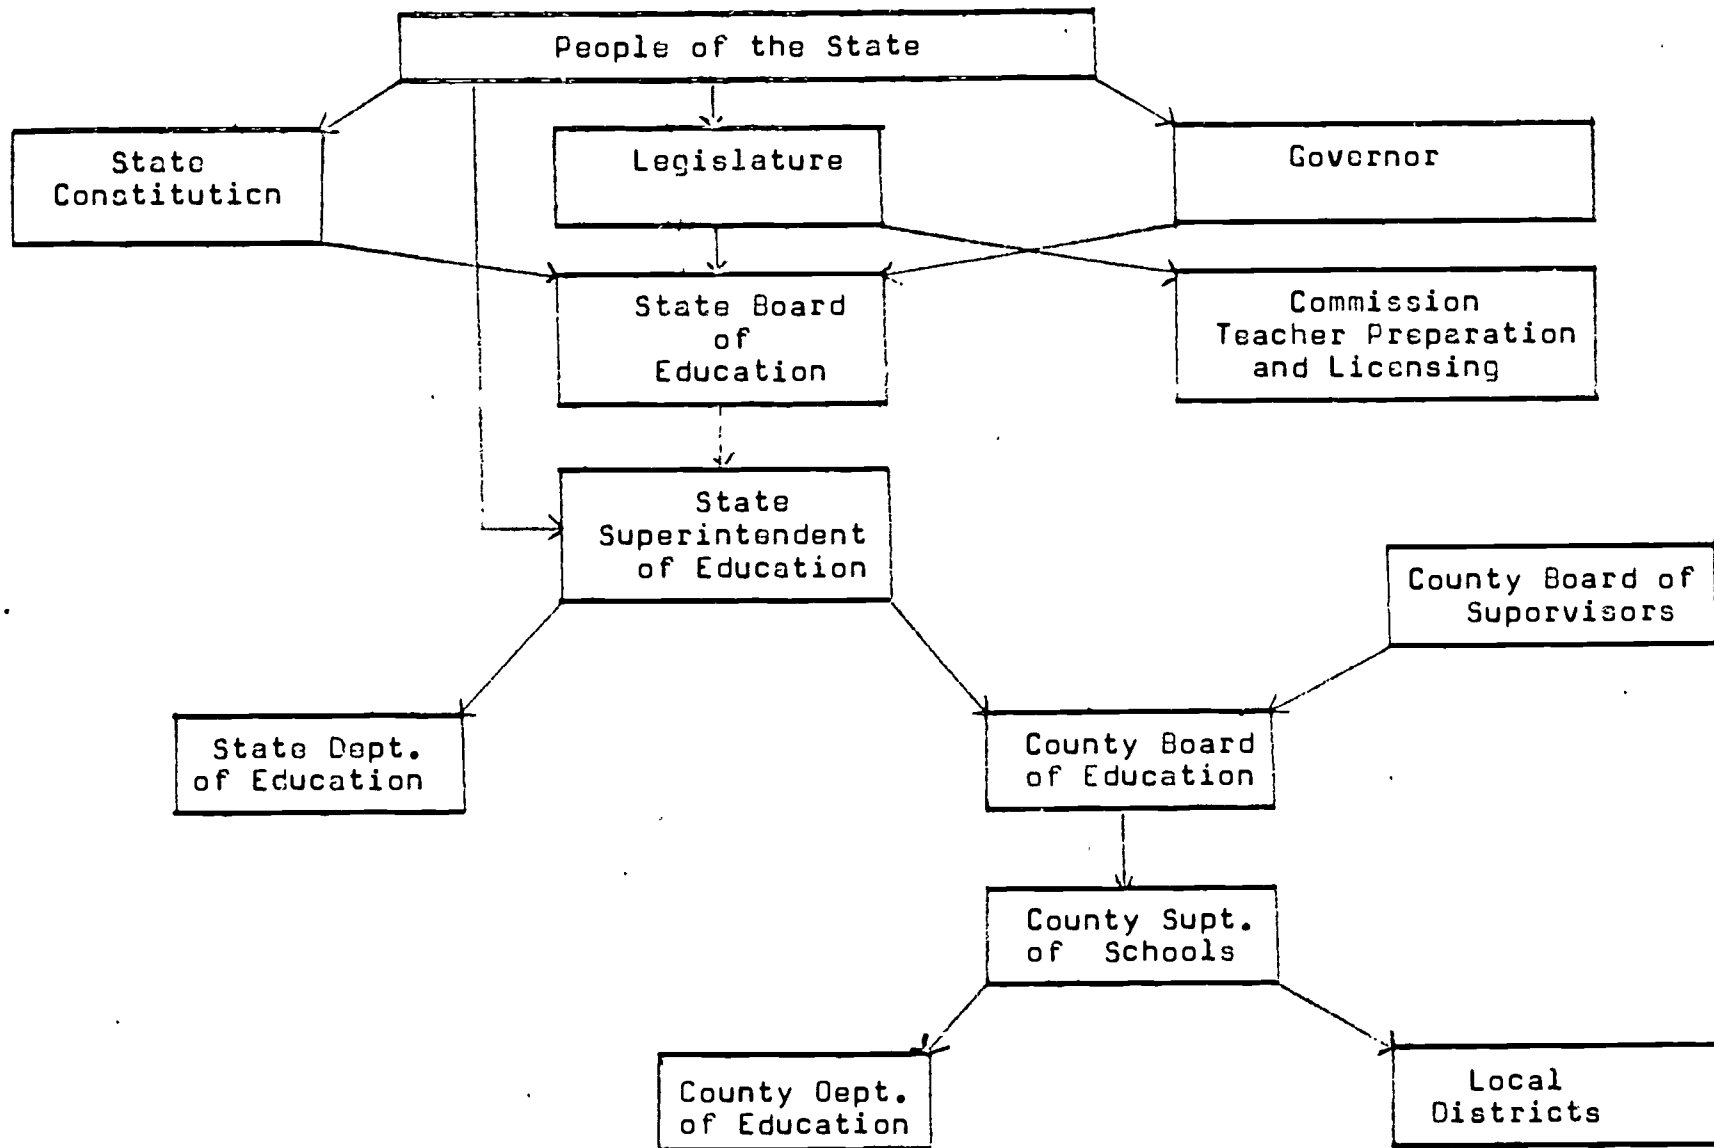 People of the State
State
Constitution
Legislature
Governor
State Board
of
Education
Commission
Teacher Preparation
and Licensing
State
Superintendent
of Education
County Board of
Suporvisors
State Dept.
of Education
County Board
of Education
County Supt.
of Schools
County Dept.
of Education
Local
Districts